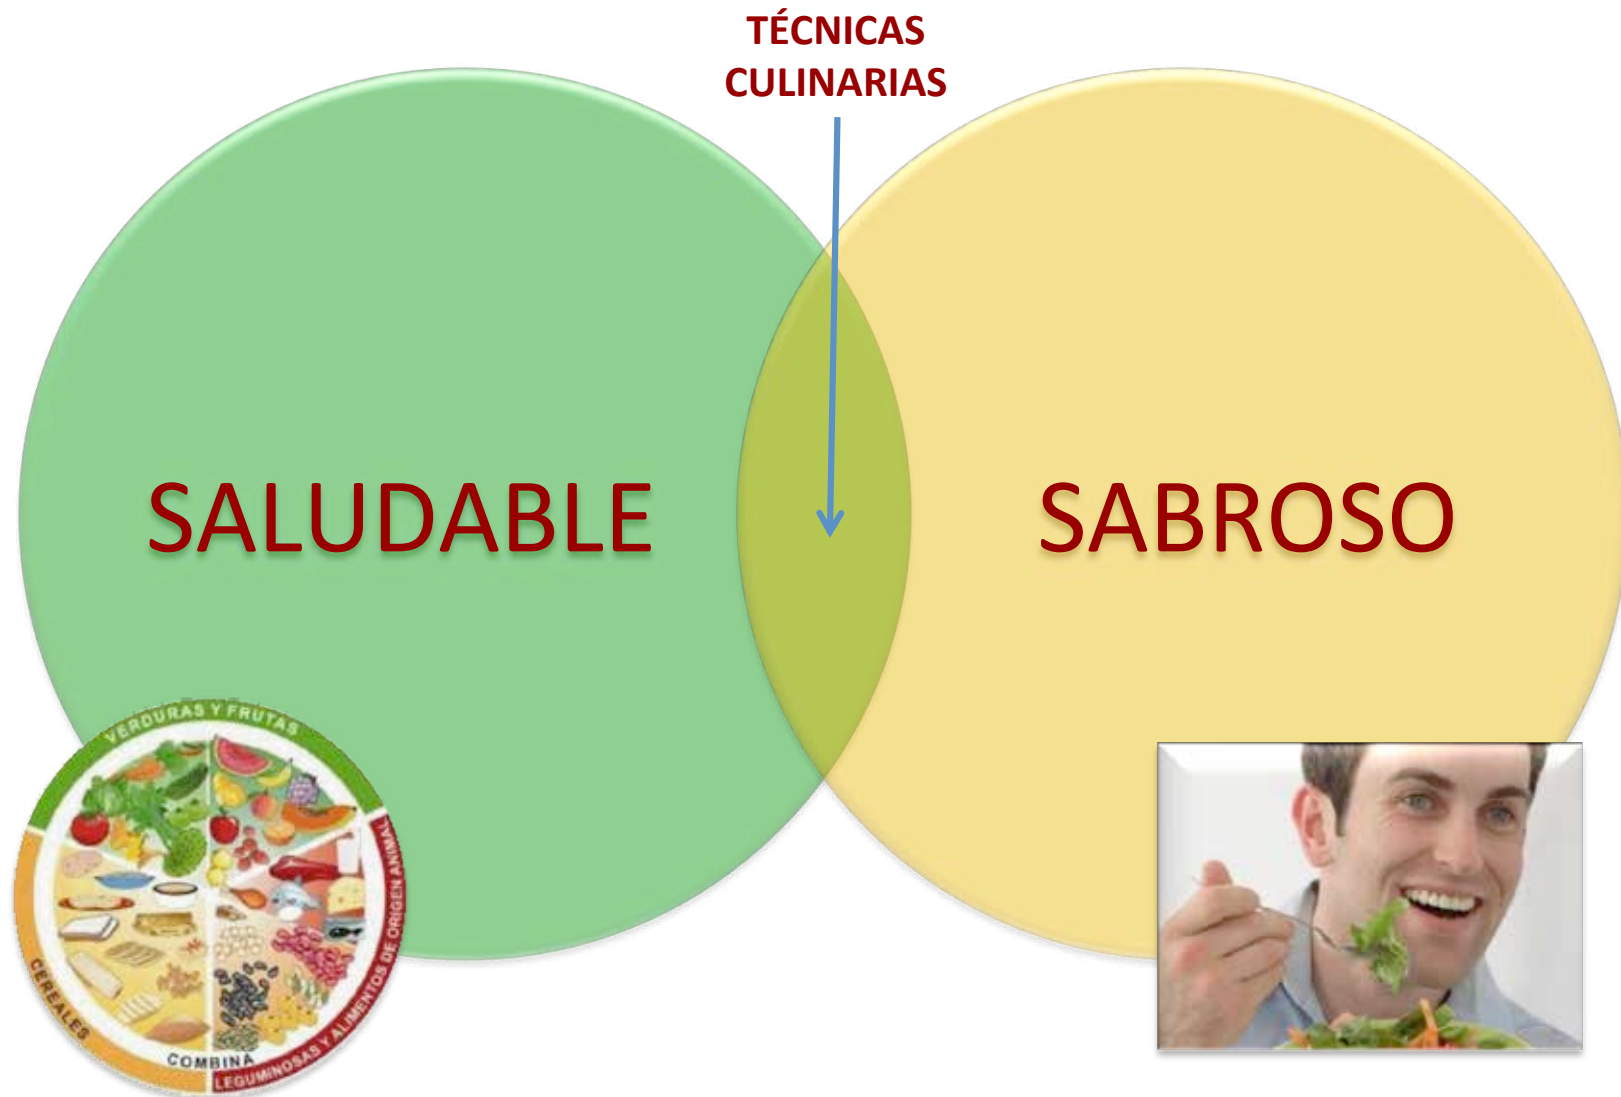 TÉCNICAS
CULINARIAS
SALUDABLE
SABROSO
VERDURAS Y FRUTAS
CEREALES
COMBINA
LEGUMINOSAS Y ALIMENTOS DE ORIGEN ANIMAL